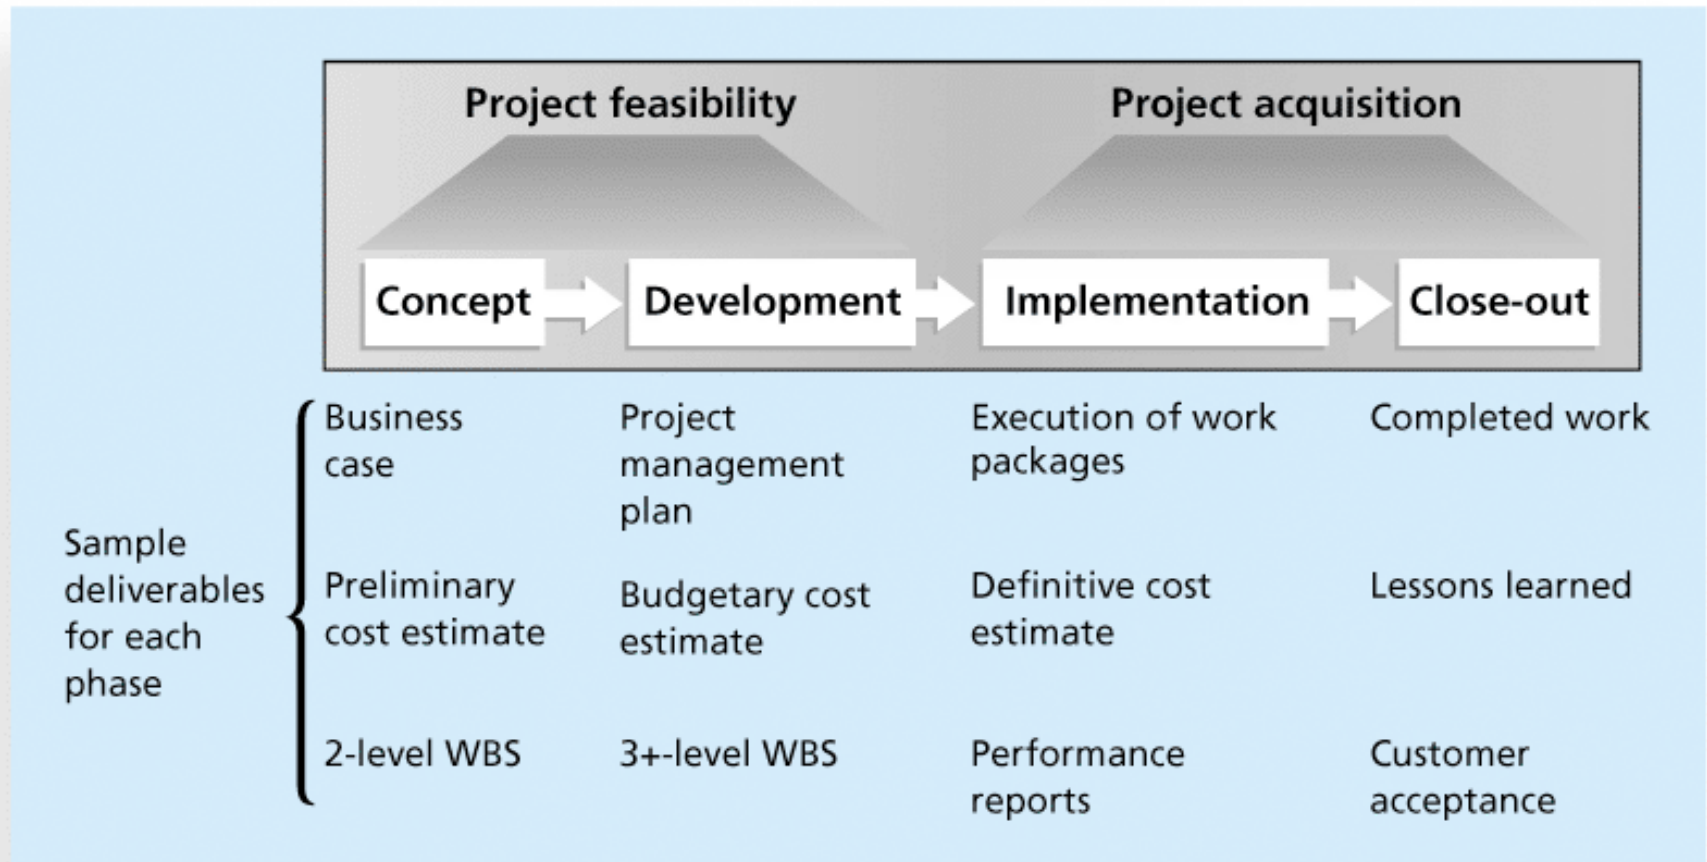 Project feasibility
Project acquisition
Concept
Development
Implementation
Close-out
Sample
deliverables
for each
phase
Business
case
Project
management
plan
Execution of work
packages
Completed work
Preliminary
cost estimate
Budgetary cost
estimate
Definitive cost
estimate
Lessons learned
2-level WBS
3+-level WBS
Performance
reports
Customer
acceptance